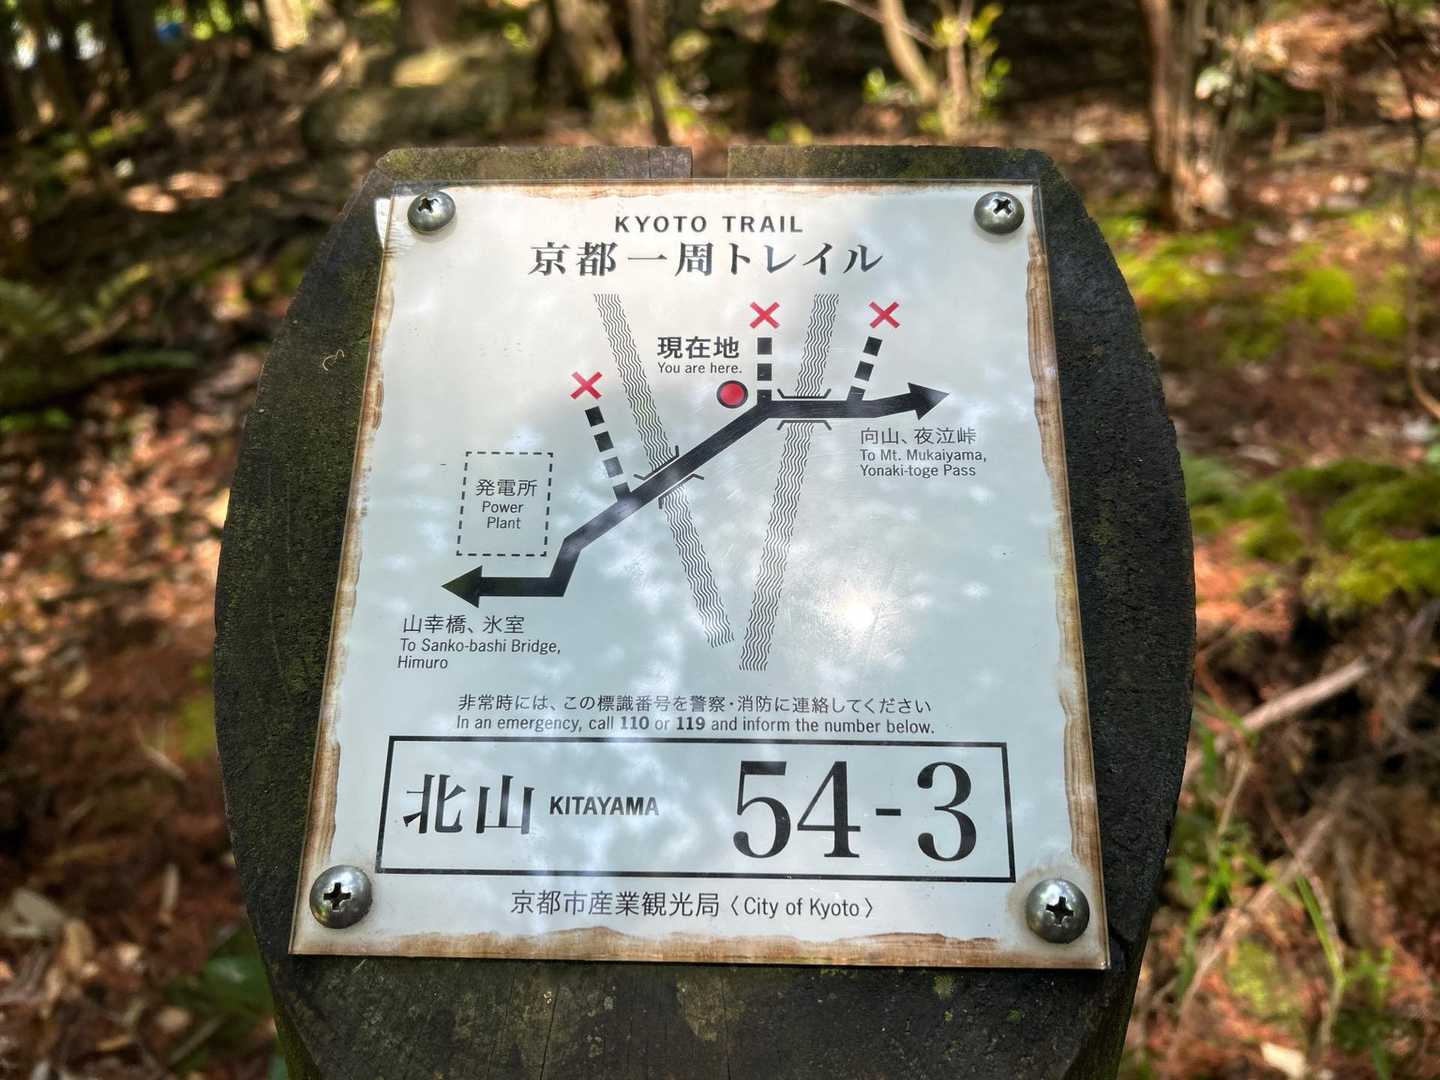 KYOTO TRAIL
京都一周トレイル
現在地
You are here.
向山、夜泣峠
To Mt. Mukaiyama,
Yonaki-toge Pass
発電所
Power
Plant
山幸橋、氷室
To Sanko-bashi Bridge,
Himuro
非常時には、この標識番号を警察・消防に連絡してください
In an emergency, call 110 or 119 and inform the number below.
北山 KITAYAMA 54-3
京都市産業観光局〈City of Kyoto〉